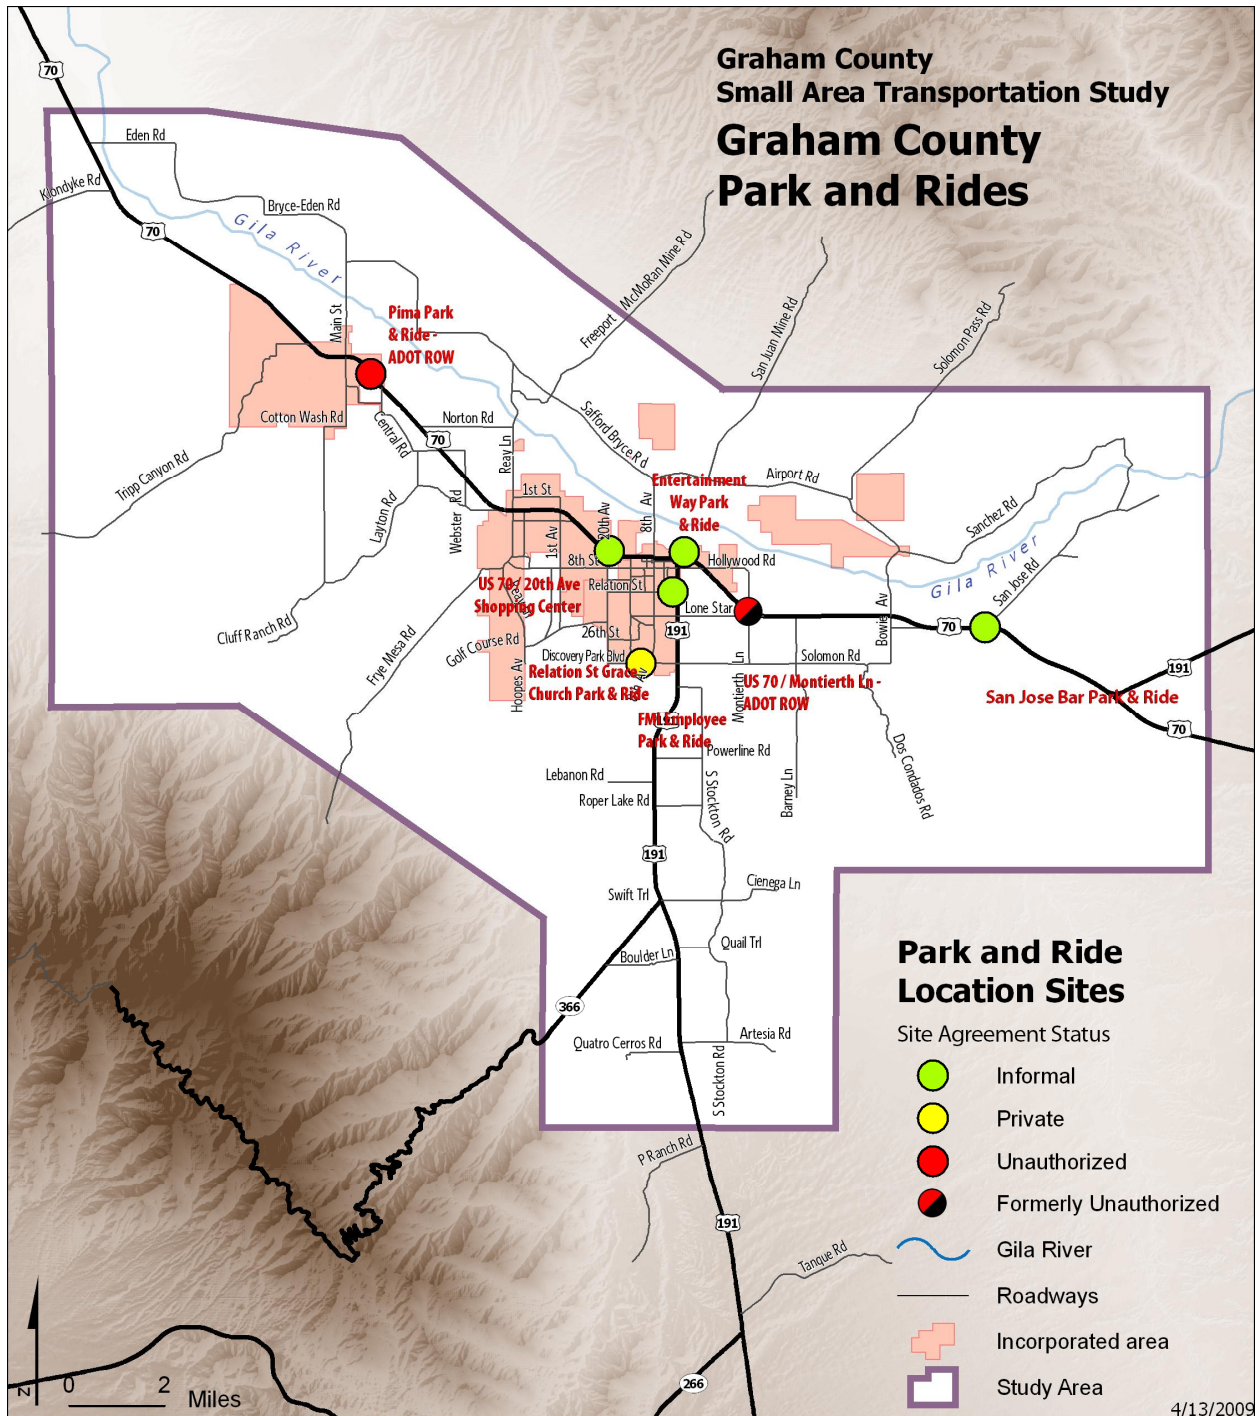 Graham County
Small Area Transportation Study
Graham County
Park and Rides
70
Eden Rd
Klondyke Rd
Bryce-Eden Rd
70
Gila River
Main St
Freeport McMoRan Mine Rd
San Juan Mine Rd
Solomon Pass Rd
Pima Park
& Ride -
ADOT ROW
Cotton Wash Rd
Central Rd
Norton Rd
70
Reay Ln
Safford Bryce Rd
Tripp Canyon Rd
Layton Rd
Webster Rd
1st St
1st Av
20th Av
8th Av
Entertainment
Way Park
& Ride
Airport Rd
Sanchez Rd
8th St
Hollywood Rd
Gila River
San Jose Rd
US 70 / 20th Ave
Shopping Center
Relation St
Lone Star
Bowie Av
70
Cluff Ranch Rd
Frye Mesa Rd
Golf Course Rd
26th St
191
Discovery Park Blvd
Solomon Rd
191
Hoopes Av
Relation St Grace
Church Park & Ride
Montierth Ln
US 70 / Montierth Ln -
ADOT ROW
San Jose Bar Park & Ride
70
FMI Employee
Park & Ride
191
Powerline Rd
Dos Condados Rd
Lebanon Rd
Roper Lake Rd
S Stockton Rd
Barney Ln
191
Swift Trl
Cienega Ln
Quail Trl
Boulder Ln
366
Quatro Cerros Rd
Artesia Rd
S Stockton Rd
P Ranch Rd
191
Tanque Rd
266
Park and Ride
Location Sites
Site Agreement Status
Informal
Private
Unauthorized
Formerly Unauthorized
Gila River
Roadways
Incorporated area
Study Area
N
0 2
Miles
4/13/2009